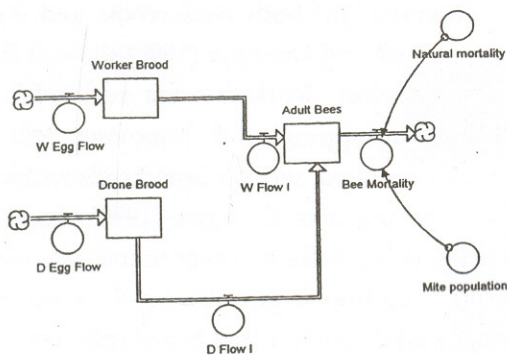 Natural mortality
Worker Brood
Adult Bees
W Egg Flow
W Flow I
Bee Mortality
Drone Brood
D Egg Flow
Mite population
D Flow I